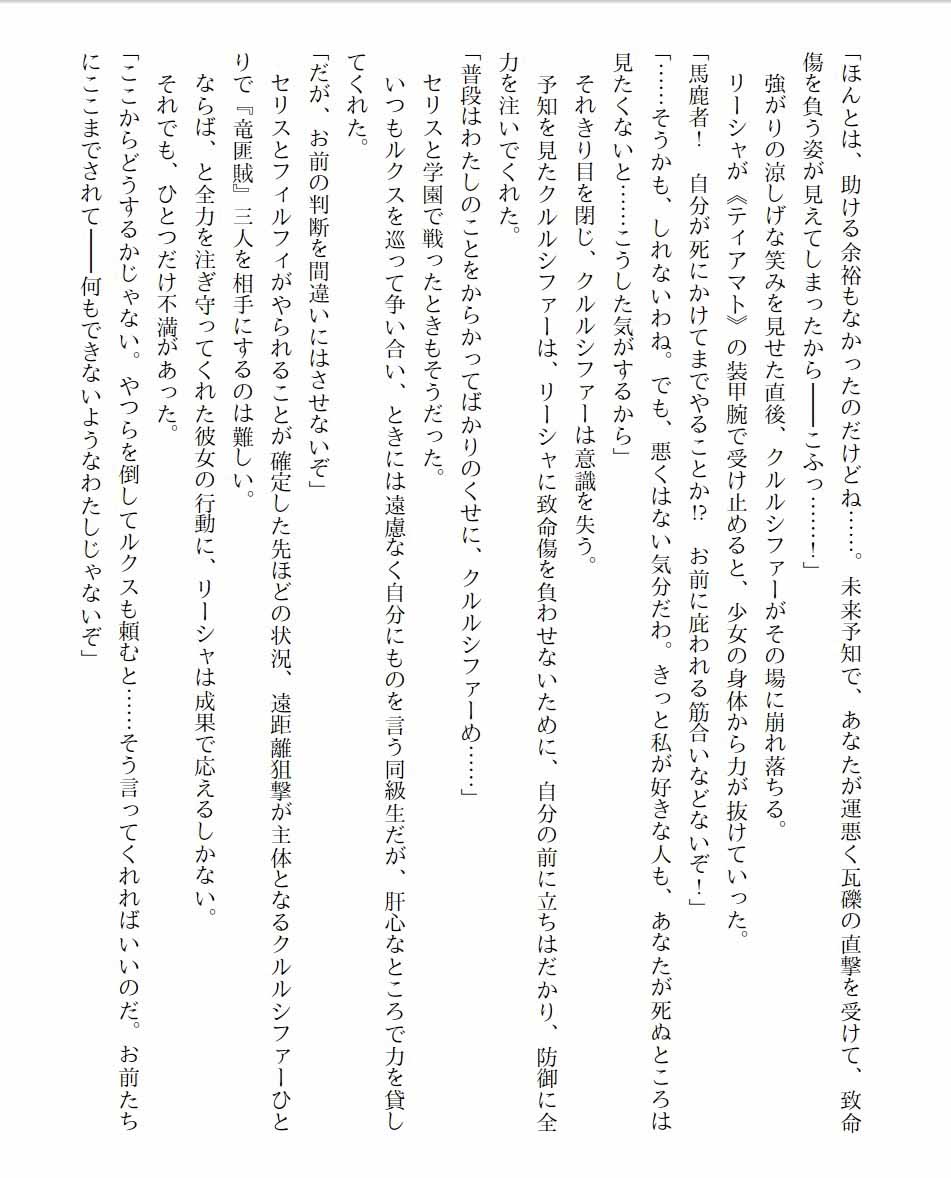 「ほんとは、助ける余裕もなかったのだけどね……。未来予知で、あなたが運悪く瓦礫の直撃を受けて、致命
傷を負う姿が見えてしまったから――こふっ………！」
　強がりの涼しげな笑みを見せた直後、クルルシファーがその場に崩れ落ちる。
　リーシャが《ティアマト》の装甲腕で受け止めると、少女の身体から力が抜けていった。
「馬鹿者！　自分が死にかけてまでやることか!?　お前に庇われる筋合いなどないぞ！」
「……そうかも、しれないわね。でも、悪くはない気分だわ。きっと私が好きな人も、あなたが死ぬところは
見たくないと……こうした気がするから」
　それきり目を閉じ、クルルシファーは意識を失う。
　予知を見たクルルシファーは、リーシャに致命傷を負わせないために、自分の前に立ちはだかり、防御に全
力を注いでくれた。
「普段はわたしのことをからかってばかりのくせに、クルルシファーめ……」
　セリスと学園で戦ったときもそうだった。
　いつもルクスを巡って争い合い、ときには遠慮なく自分にものを言う同級生だが、肝心なところで力を貸し
てくれた。
「だが、お前の判断を間違いにはさせないぞ」
　セリスとフィルフィがやられることが確定した先ほどの状況、遠距離狙撃が主体となるクルルシファーひと
りで『竜匪賊』三人を相手にするのは難しい。
　ならば、と全力を注ぎ守ってくれた彼女の行動に、リーシャは成果で応えるしかない。
　それでも、ひとつだけ不満があった。
「ここからどうするかじゃない。やつらを倒してルクスも頼むと……そう言ってくれればいいのだ。お前たち
にここまでされて――何もできないようなわたしじゃないぞ」